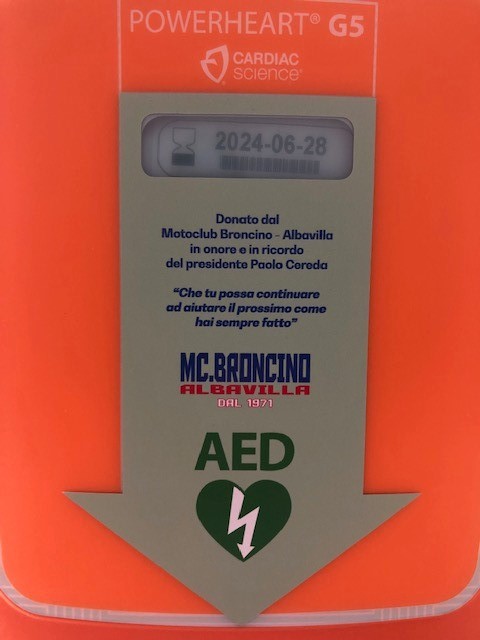 POWERHEART® G5
CARDIAC
science®
2024-06-28
Donato dal
Motoclub Broncino - Albavilla
in onore e in ricordo
del presidente Paolo Cereda
“Che tu possa continuare
ad aiutare il prossimo come
hai sempre fatto”
MC.BRONCINO
ALBAVILLA
DAL 1971
AED